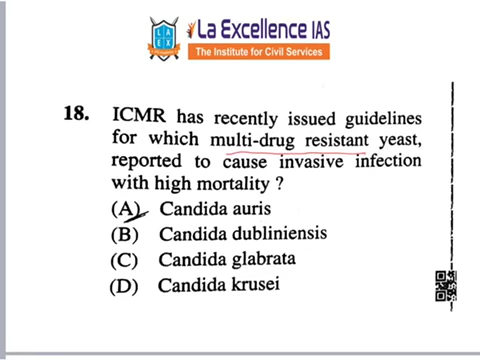 La Excellence IAS
The Institute for Civil Services
18. ICMR has recently issued guidelines
for which multi-drug resistant yeast,
reported to cause invasive infection
with high mortality ?
(A) Candida auris
(B) Candida dubliniensis
(C) Candida glabrata
(D) Candida krusei